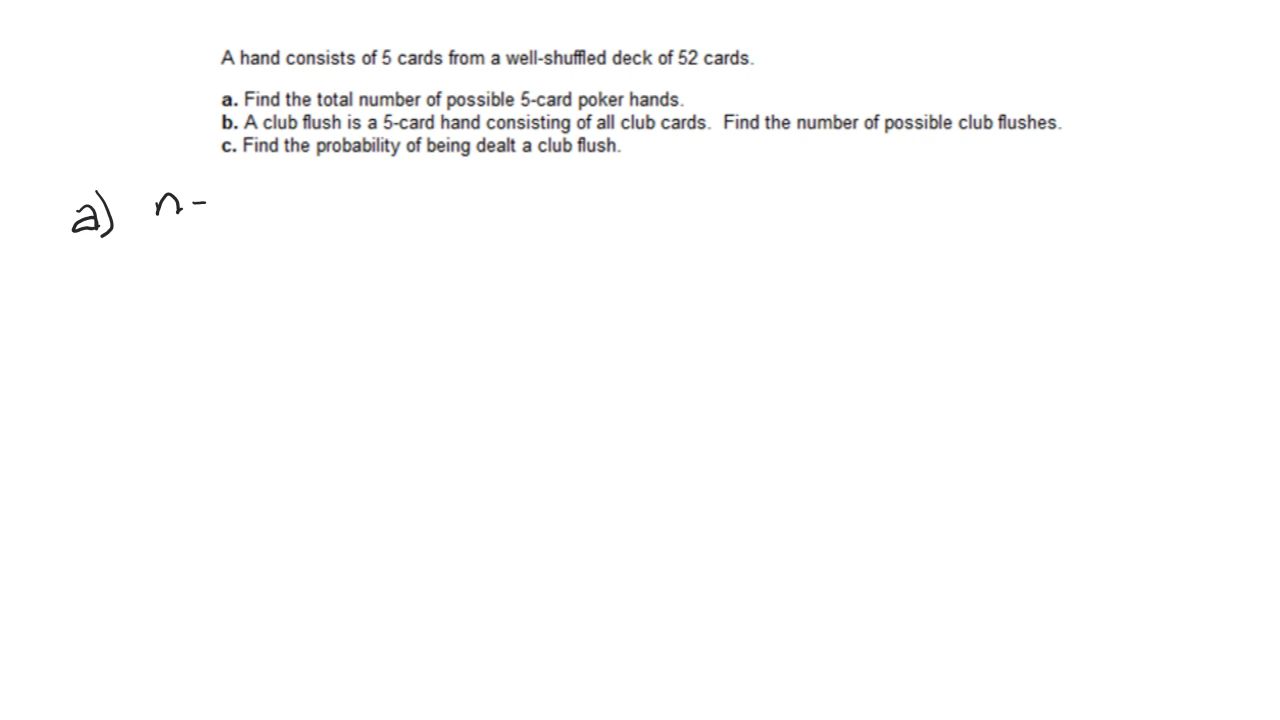 A hand consists of 5 cards from a well-shuffled deck of 52 cards.
a. Find the total number of possible 5-card poker hands.
b. A club flush is a 5-card hand consisting of all club cards. Find the number of possible club flushes.
c. Find the probability of being dealt a club flush.
a) n -